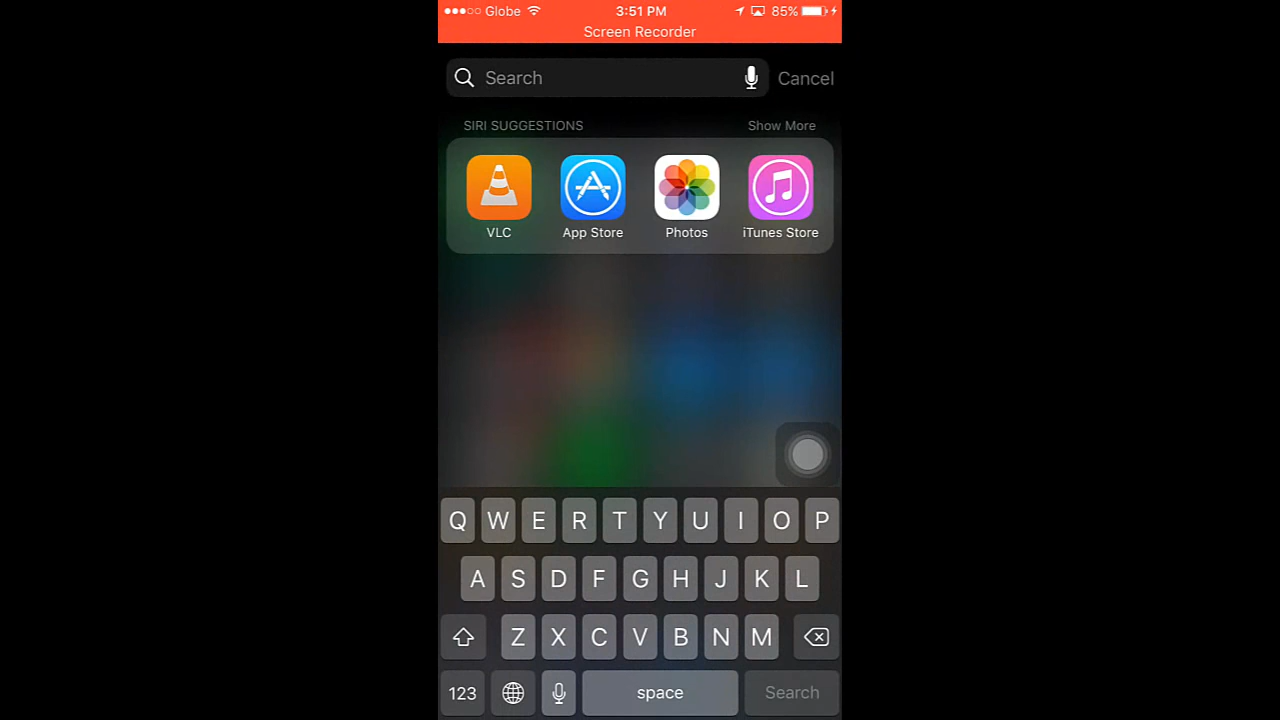 Globe 3:51 PM 85%
Screen Recorder
Search Cancel
SIRI SUGGESTIONS Show More
VLC App Store Photos iTunes Store
Q W E R T Y U I O P
A S D F G H J K L
Z X C V B N M
123 space Search